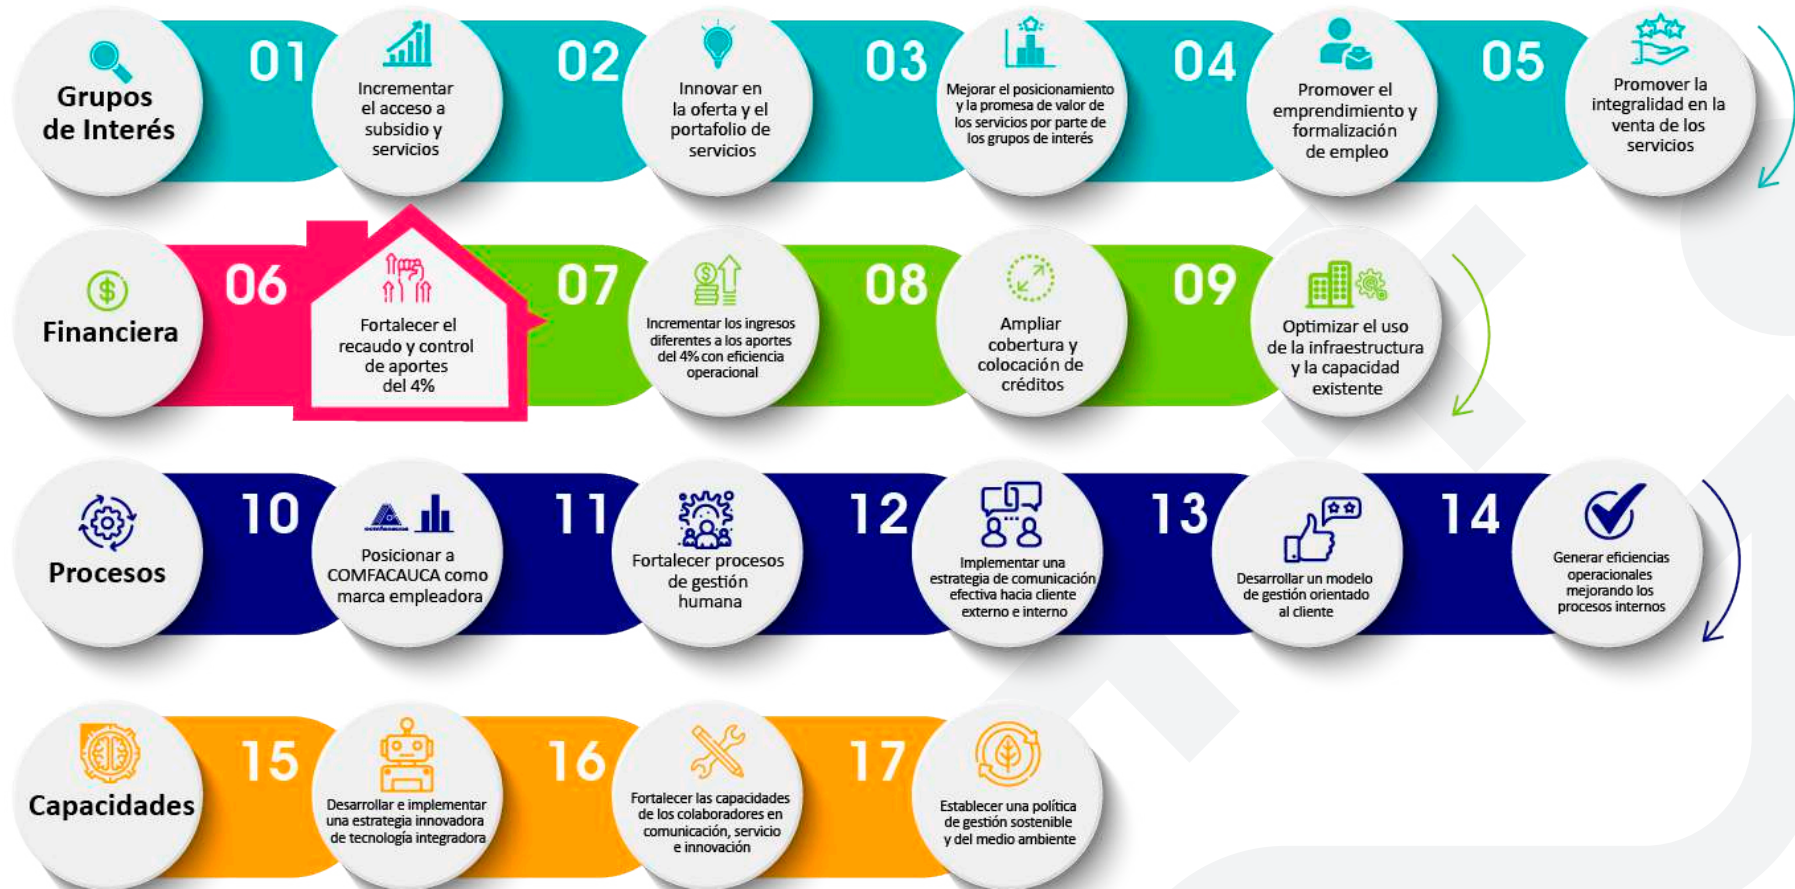 Grupos
de Interés
01
Incrementar
el acceso a
subsidio y
servicios
02
Innovar en
la oferta y el
portafolio de
servicios
03
Mejorar el posicionamiento
y la promesa de valor de
los servicios por parte de
los grupos de interés
04
Promover el
emprendimiento y
formalización
de empleo
05
Promover la
integralidad en la
venta de los
servicios
Financiera
06
Fortalecer el
recaudo y control
de aportes
del 4%
07
Incrementar los ingresos
diferentes a los aportes
del 4% con eficiencia
operacional
08
Ampliar
cobertura y
colocación de
créditos
09
Optimizar el uso
de la infraestructura
y la capacidad
existente
Procesos
10
COMFACAUCA
Posicionar a
COMFACAUCA como
marca empleadora
11
Fortalecer procesos
de gestión
humana
12
Implementar una
estrategia de comunicación
efectiva hacia cliente
externo e interno
13
Desarrollar un modelo
de gestión orientado
al cliente
14
Generar eficiencias
operacionales
mejorando los
procesos internos
Capacidades
15
Desarrollar e implementar
una estrategia innovadora
de tecnología integradora
16
Fortalecer las capacidades
de los colaboradores en
comunicación, servicio
e innovación
17
Establecer una política
de gestión sostenible
y del medio ambiente